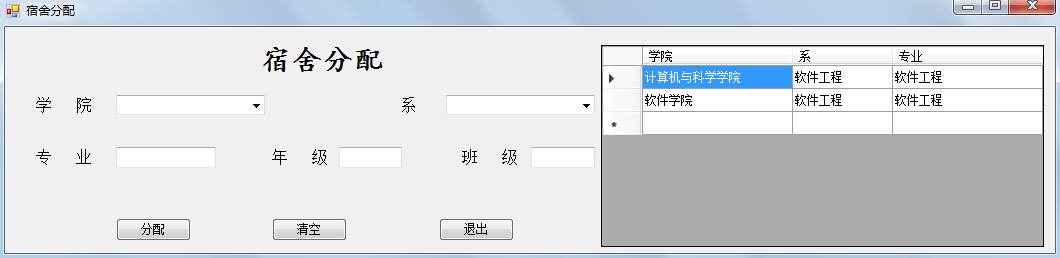 宿舍分配
宿舍分配
学 院 系
专 业 年 级 班 级
分配 清空 退出
学院 系 专业
计算机与科学学院 软件工程 软件工程
软件学院 软件工程 软件工程
*